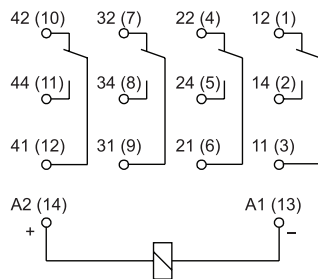 42 (10) 32 (7) 22 (4) 12 (1)
44 (11) 34 (8) 24 (5) 14 (2)
41 (12) 31 (9) 21 (6) 11 (3)
A2 (14) A1 (13)
+ −